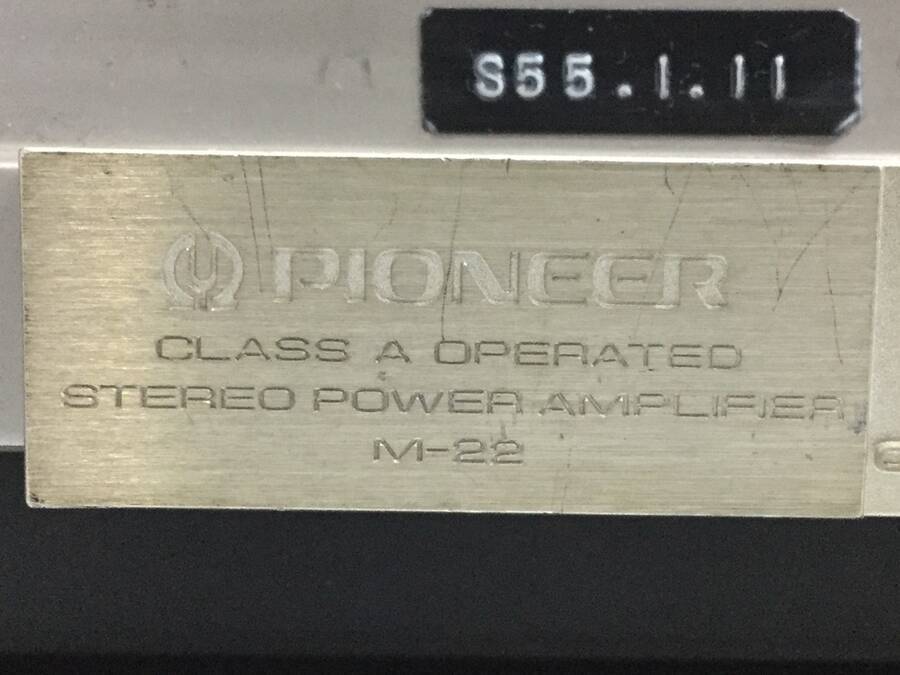 S55.1.11
PIONEER
CLASS A OPERATED
STEREO POWER AMPLIFIER
M-22